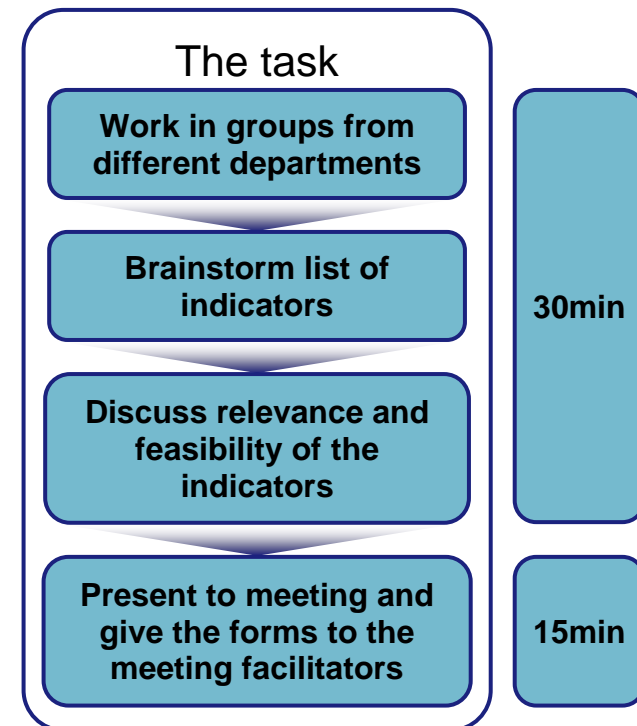 The task
Work in groups from
different departments
Brainstorm list of
indicators
Discuss relevance and
feasibility of the
indicators
30min
Present to meeting and
give the forms to the
meeting facilitators
15min